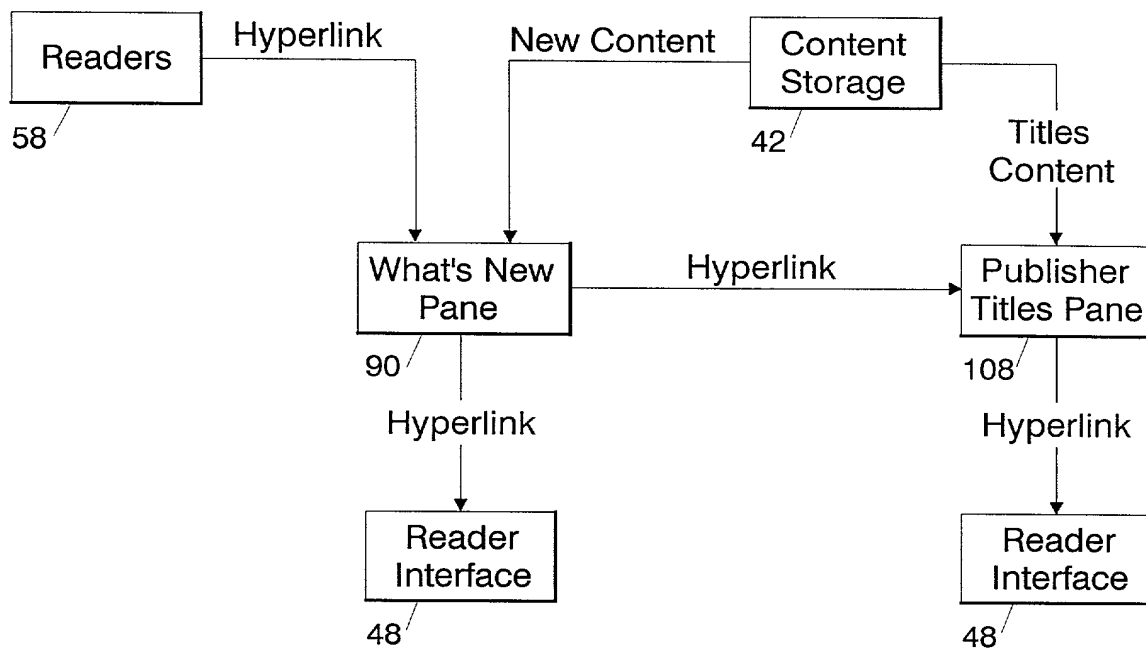 Readers
Hyperlink
New Content
Content
Storage
58
42
Titles
Content
What's New
Pane
Hyperlink
Publisher
Titles Pane
90
108
Hyperlink
Hyperlink
Reader
Interface
Reader
Interface
48
48